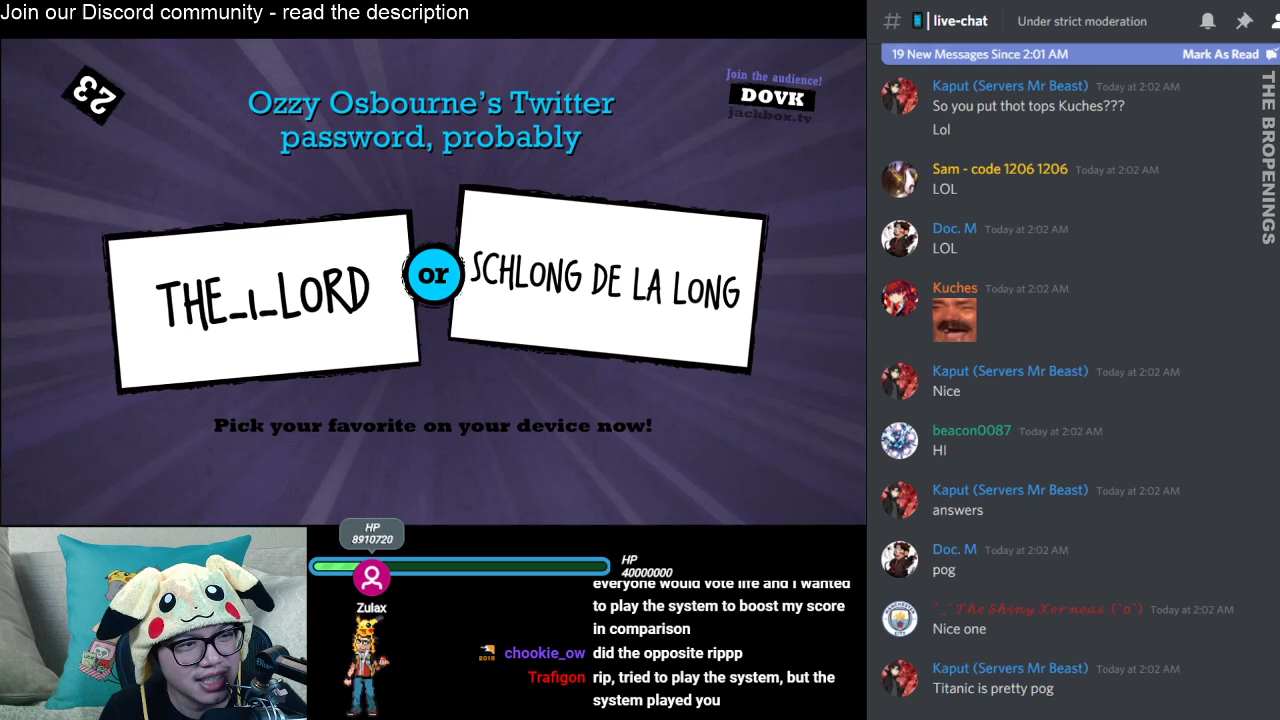 Join our Discord community - read the description
23
Ozzy Osbourne's Twitter
password, probably
Join the audience!
DOVK
jackbox.tv
THE_I_LORD
or
SCHLONG DE LA LONG
Pick your favorite on your device now!
HP
8910720
HP
40000000
Zulax
everyone would vote life and I wanted
to play the system to boost my score
in comparison
chookie_ow did the opposite rippp
Trafigon rip, tried to play the system, but the
system played you
Blue
# live-chat Under strict moderation
19 New Messages Since 2:01 AM Mark As Read
Kaput (Servers Mr Beast) Today at 2:02 AM
So you put thot tops Kuches???
Lol
Sam - code 1206 1206 Today at 2:02 AM
LOL
Doc. M Today at 2:02 AM
LOL
Kuches Today at 2:02 AM
Kaput (Servers Mr Beast) Today at 2:02 AM
Nice
beacon0087 Today at 2:02 AM
HI
Kaput (Servers Mr Beast) Today at 2:02 AM
answers
Doc. M Today at 2:02 AM
pog
The Shiny Xerneas Today at 2:02 AM
Nice one
Kaput (Servers Mr Beast) Today at 2:02 AM
Titanic is pretty pog
THE BROPENINGS